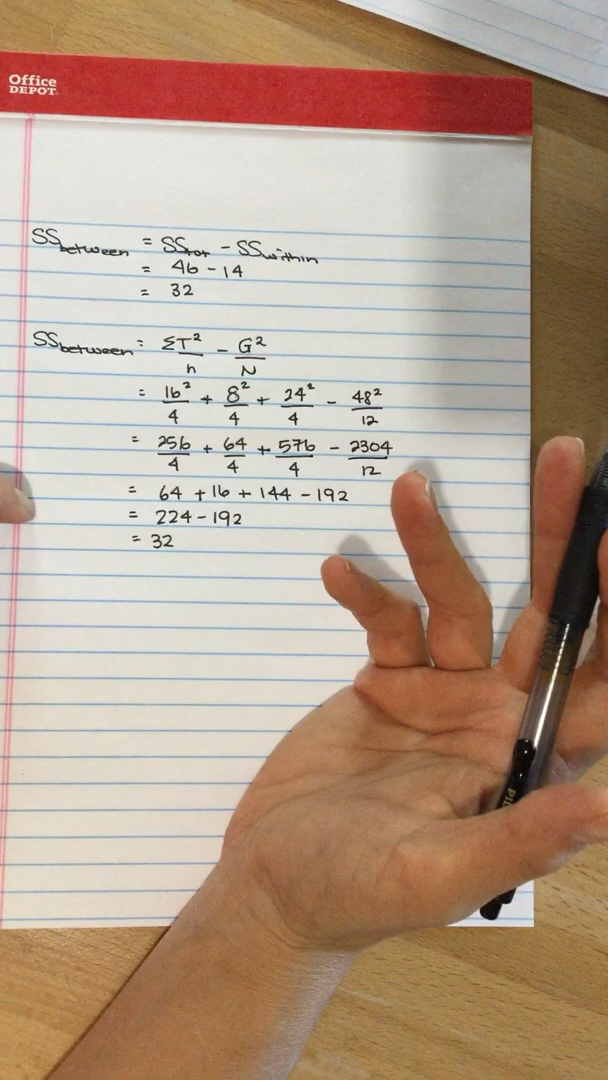 Office
DEPOT
SSbetween = SStot - SSwithin
= 46 - 14
= 32
SSbetween = ΣT²/n - G²/N
= 16²/4 + 8²/4 + 24²/4 - 48²/12
= 256/4 + 64/4 + 576/4 - 2304/12
= 64 + 16 + 144 - 192
= 224 - 192
= 32